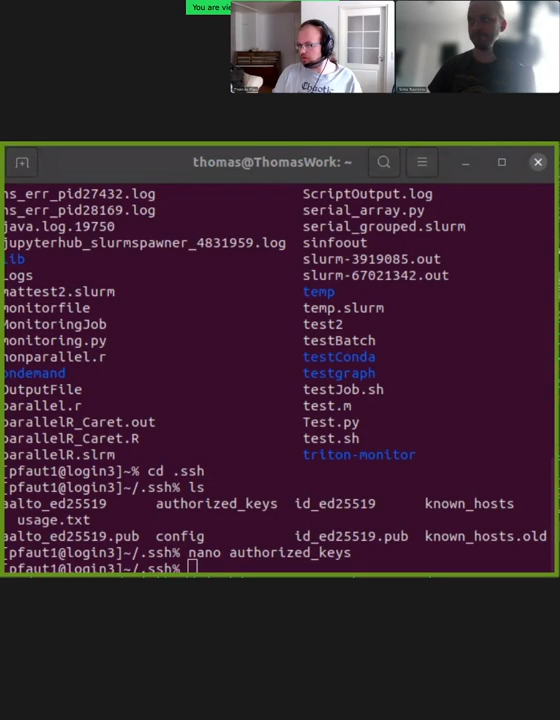 You are vie
thomas@ThomasWork: ~
hs_err_pid27432.log ScriptOutput.log
hs_err_pid28169.log serial_array.py
java.log.19750 serial_grouped.slurm
jupyterhub_slurmspawner_4831959.log sinfoout
lib slurm-3919085.out
Logs slurm-67021342.out
mattest2.slurm temp
monitorfile temp.slurm
MonitoringJob test2
monitoring.py testBatch
nonparallel.r testConda
ondemand testgraph
OutputFile testJob.sh
parallel.r test.m
parallelR_Caret.out Test.py
parallelR_Caret.R test.sh
parallelR.slrm triton-monitor
[pfaut1@login3]~% cd .ssh
[pfaut1@login3]~/.ssh% ls
aalto_ed25519 authorized_keys id_ed25519 known_hosts
usage.txt
aalto_ed25519.pub config id_ed25519.pub known_hosts.old
[pfaut1@login3]~/.ssh% nano authorized_keys
[pfaut1@login3]~/.ssh%